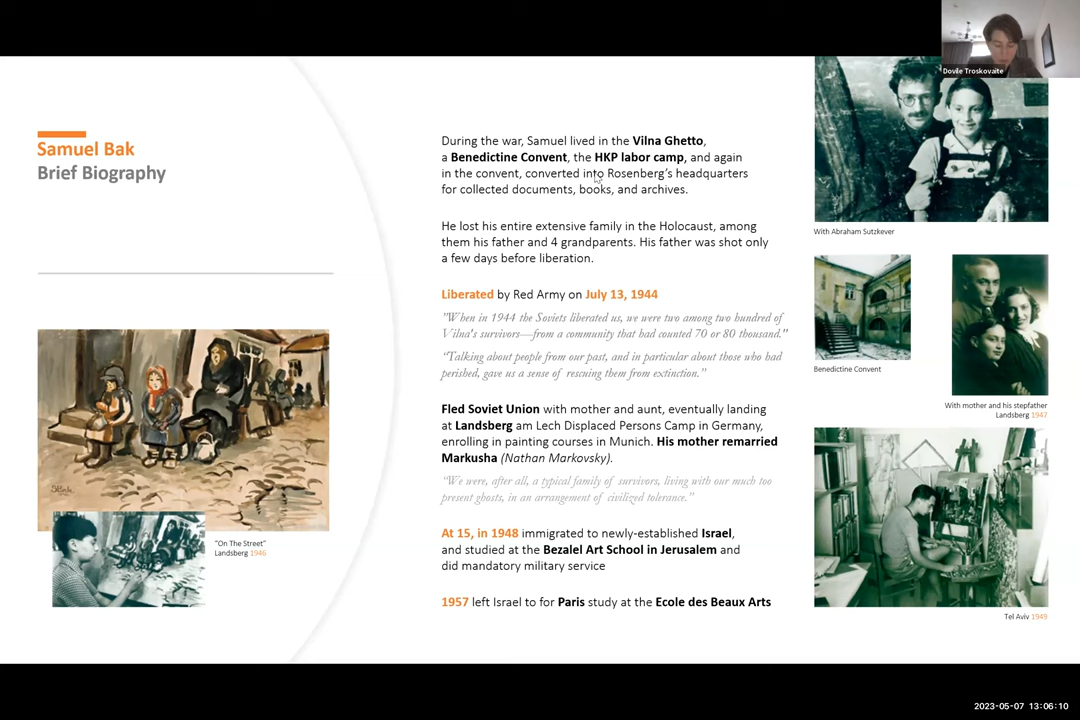 Dovile Troskovaite
Samuel Bak
Brief Biography
During the war, Samuel lived in the Vilna Ghetto,
a Benedictine Convent, the HKP labor camp, and again
in the convent, converted into Rosenberg's headquarters
for collected documents, books, and archives.
He lost his entire extensive family in the Holocaust, among
them his father and 4 grandparents. His father was shot only
a few days before liberation.
Liberated by Red Army on July 13, 1944
"When in 1944 the Soviets liberated us, we were two among two hundred of
Vilna's survivors—from a community that had counted 70 or 80 thousand."
"Talking about people from our past, and in particular about those who had
perished, gave us a sense of rescuing them from extinction."
Fled Soviet Union with mother and aunt, eventually landing
at Landsberg am Lech Displaced Persons Camp in Germany,
enrolling in painting courses in Munich. His mother remarried
Markusha (Nathan Markovsky).
"We were, after all, a typical family of survivors, living with our much too
present ghosts, in an arrangement of civilized tolerance."
At 15, in 1948 immigrated to newly-established Israel,
and studied at the Bezalel Art School in Jerusalem and
did mandatory military service
1957 left Israel to for Paris study at the Ecole des Beaux Arts
"On The Street"
Landsberg 1946
With Abraham Sutzkever
Benedictine Convent
With mother and his stepfather
Landsberg 1947
Tel Aviv 1949
2023-05-07 13:06:10